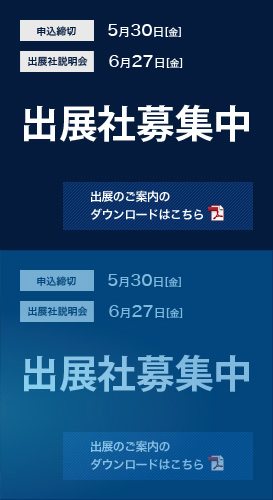 申込締切 5月30日[金]
出展社説明会 6月27日[金]
出展社募集中
出展のご案内の
ダウンロードはこちら
申込締切 5月30日[金]
出展社説明会 6月27日[金]
出展社募集中
出展のご案内の
ダウンロードはこちら